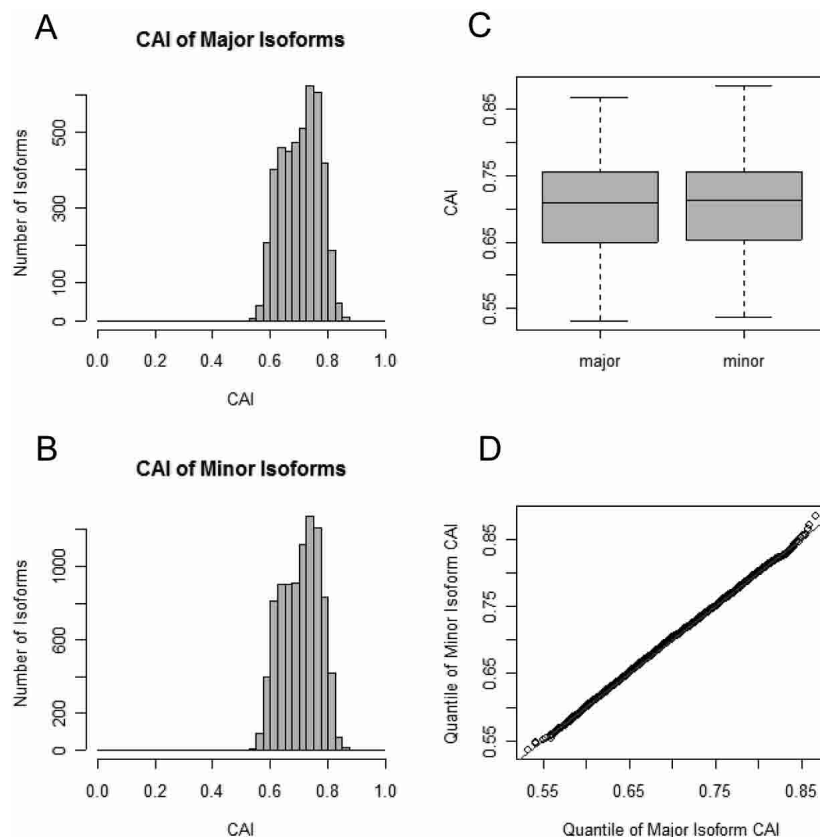 A
CAI of Major Isoforms
Number of Isoforms
0 100 300 500
0.0 0.2 0.4 0.6 0.8 1.0
CAI
B
CAI of Minor Isoforms
Number of Isoforms
0 200 600 1000
0.0 0.2 0.4 0.6 0.8 1.0
CAI
C
CAI
0.55 0.65 0.75 0.85
major minor
D
Quantile of Minor Isoform CAI
0.55 0.65 0.75 0.85
0.55 0.65 0.75 0.85
Quantile of Major Isoform CAI